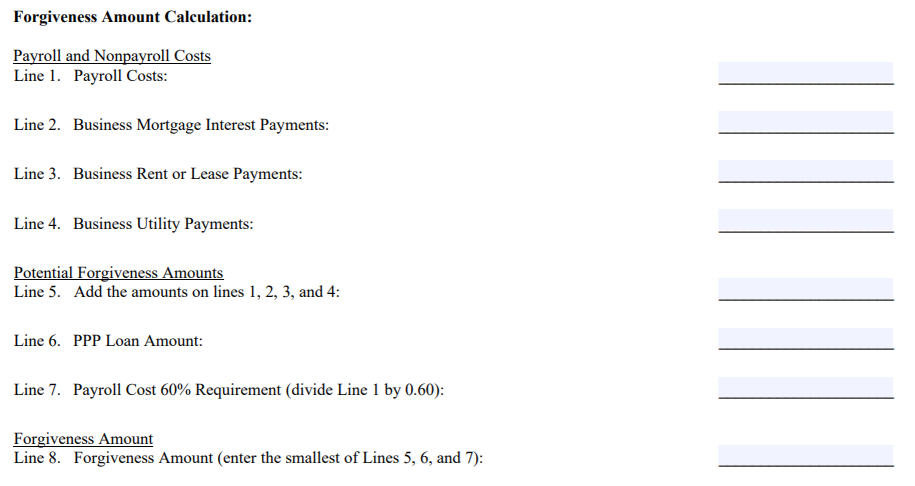 Forgiveness Amount Calculation:
Payroll and Nonpayroll Costs
Line 1. Payroll Costs:
Line 2. Business Mortgage Interest Payments:
Line 3. Business Rent or Lease Payments:
Line 4. Business Utility Payments:
Potential Forgiveness Amounts
Line 5. Add the amounts on lines 1, 2, 3, and 4:
Line 6. PPP Loan Amount:
Line 7. Payroll Cost 60% Requirement (divide Line 1 by 0.60):
Forgiveness Amount
Line 8. Forgiveness Amount (enter the smallest of Lines 5, 6, and 7):